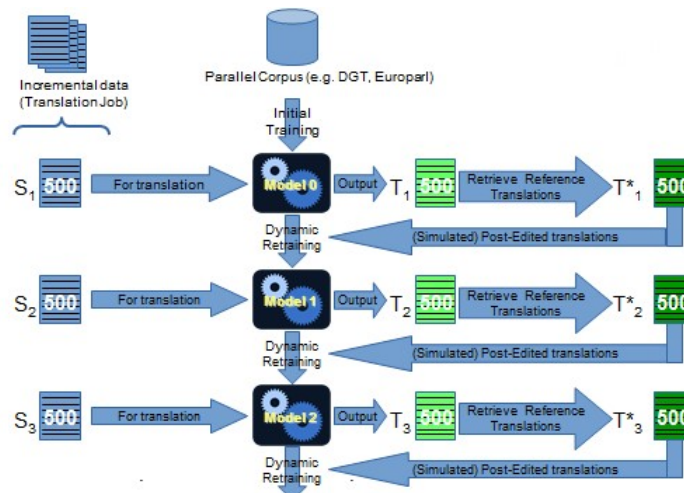 Parallel Corpus (e.g. DGT, Europarl)
Incremental data
(Translation Job)
Initial
Training
S1 500 For translation Model 0 Output T1 500 Retrieve Reference Translations T*1 500
Dynamic
Retraining
(Simulated) Post-Edited translations
S2 500 For translation Model 1 Output T2 500 Retrieve Reference Translations T*2 500
Dynamic
Retraining
(Simulated) Post-Edited translations
S3 500 For translation Model 2 Output T3 500 Retrieve Reference Translations T*3 500
Dynamic
Retraining
(Simulated) Post-Edited translations